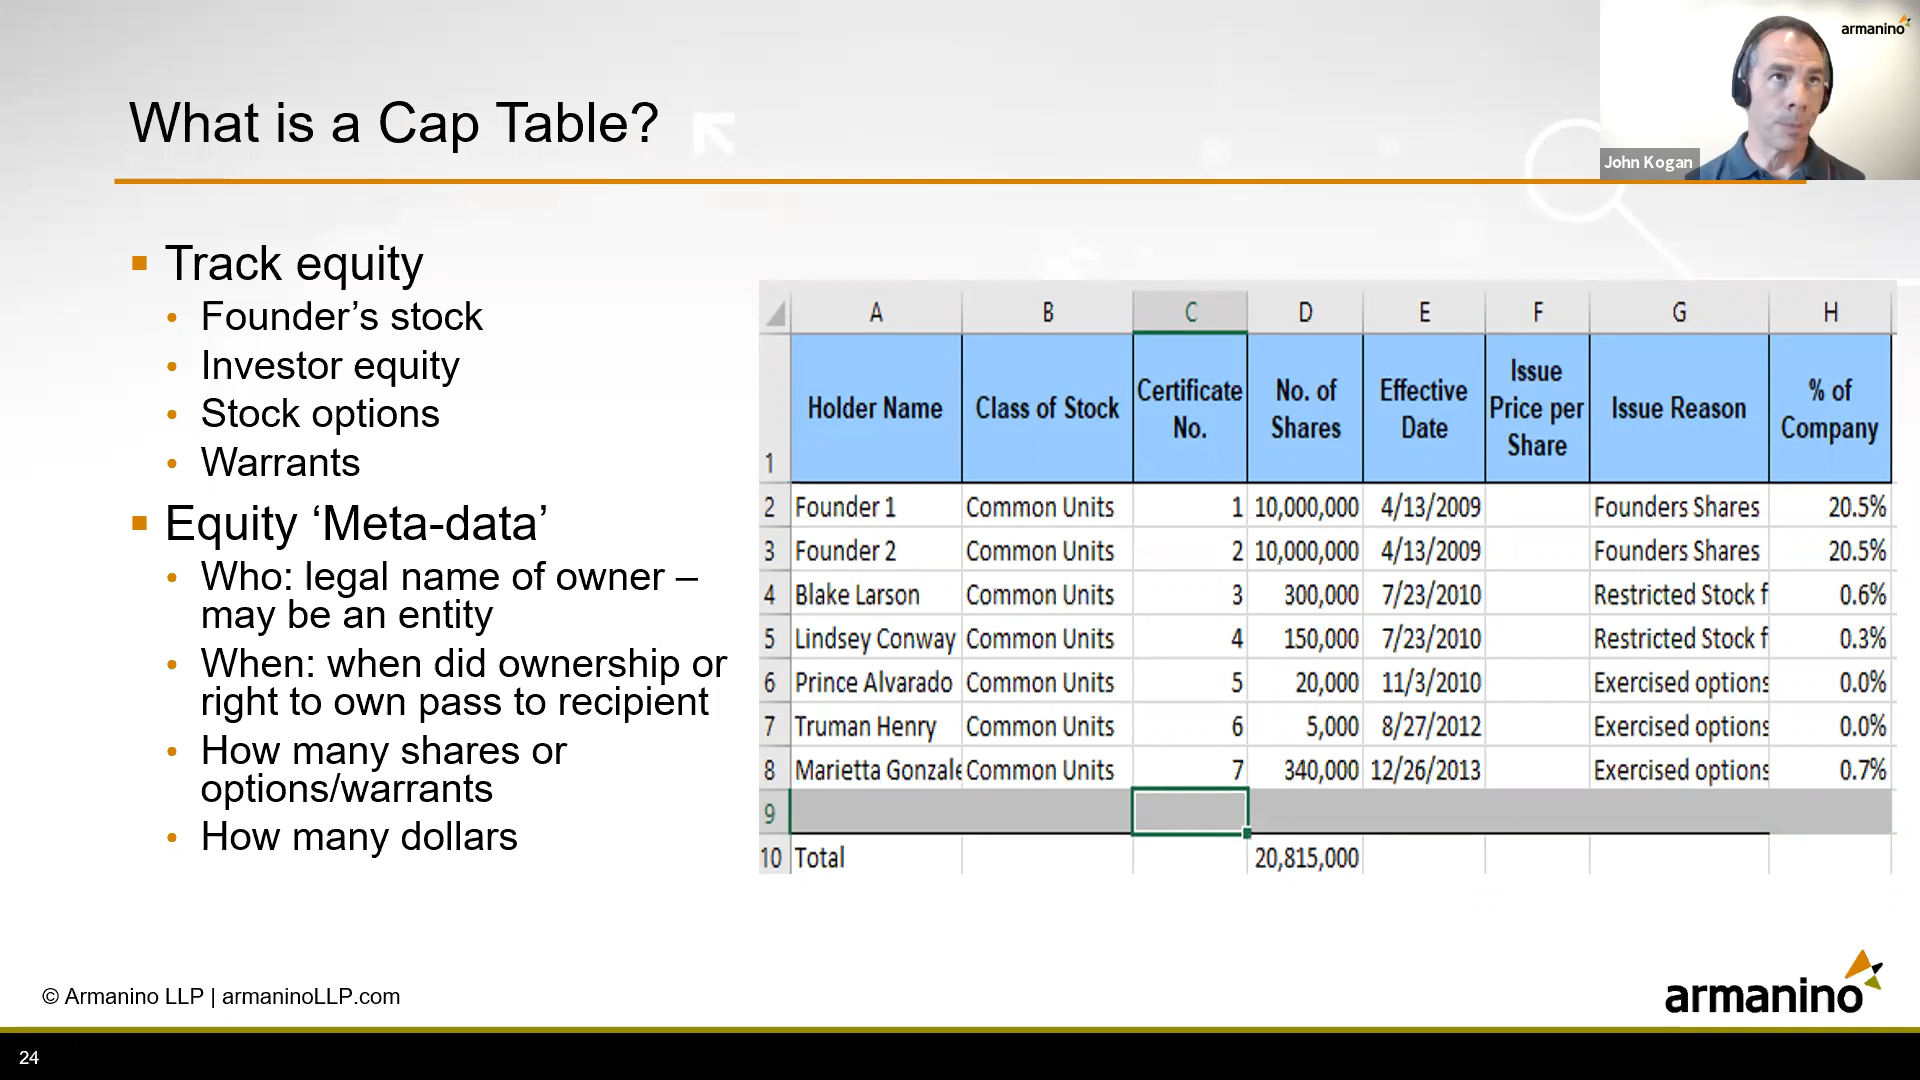 armanino
John Kogan
What is a Cap Table?
Track equity
Founder’s stock
Investor equity
Stock options
Warrants
Equity ‘Meta-data’
Who: legal name of owner –
may be an entity
When: when did ownership or
right to own pass to recipient
How many shares or
options/warrants
How many dollars
A B C D E F G H
1 Holder Name Class of Stock Certificate No. No. of Shares Effective Date Issue Price per Share Issue Reason % of Company
2 Founder 1 Common Units 1 10,000,000 4/13/2009 Founders Shares 20.5%
3 Founder 2 Common Units 2 10,000,000 4/13/2009 Founders Shares 20.5%
4 Blake Larson Common Units 3 300,000 7/23/2010 Restricted Stock f 0.6%
5 Lindsey Conway Common Units 4 150,000 7/23/2010 Restricted Stock f 0.3%
6 Prince Alvarado Common Units 5 20,000 11/3/2010 Exercised options 0.0%
7 Truman Henry Common Units 6 5,000 8/27/2012 Exercised options 0.0%
8 Marietta Gonzale Common Units 7 340,000 12/26/2013 Exercised options 0.7%
9
10 Total 20,815,000
© Armanino LLP | armaninoLLP.com
armanino
24